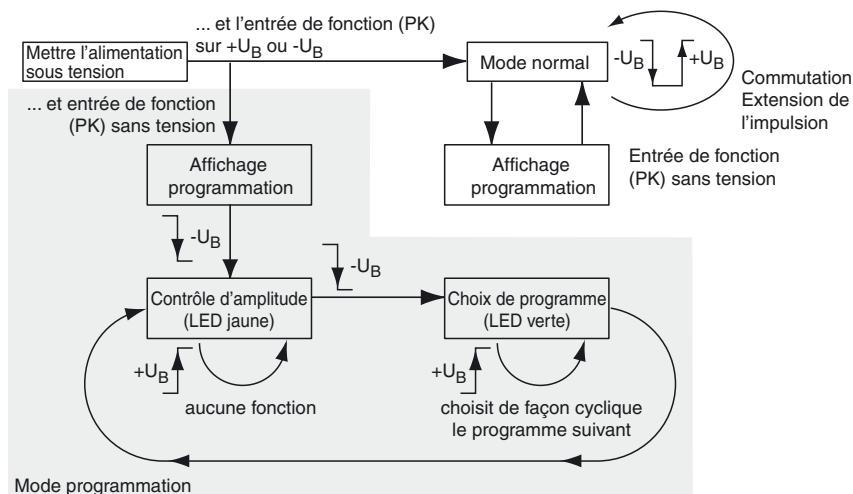 ... et l'entrée de fonction (PK)
sur +UB ou -UB
Mettre l'alimentation
sous tension
Mode normal
-UB
+UB
Commutation
Extension de
l'impulsion
... et entrée de fonction
(PK) sans tension
Affichage
programmation
Affichage
programmation
Entrée de fonction
(PK) sans tension
-UB
-UB
Contrôle d'amplitude
(LED jaune)
Choix de programme
(LED verte)
+UB
aucune fonction
+UB
choisit de façon cyclique
le programme suivant
Mode programmation